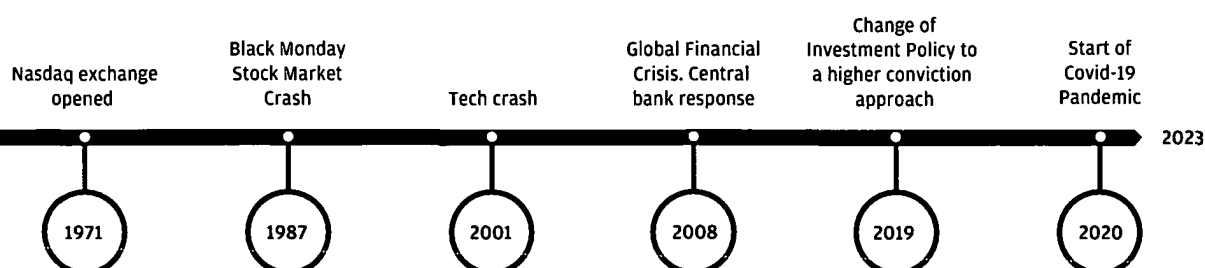 Nasdaq exchange
opened
Black Monday
Stock Market
Crash
Tech crash
Global Financial
Crisis. Central
bank response
Change of
Investment Policy to
a higher conviction
approach
Start of
Covid-19
Pandemic
2023
1971
1987
2001
2008
2019
2020